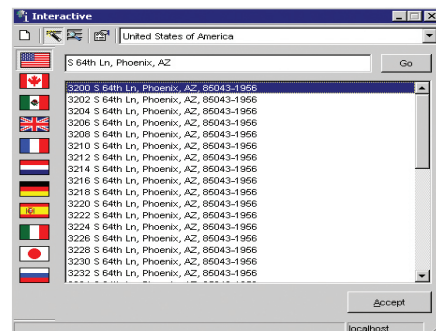 Interactive
United States of America
S 64th Ln, Phoenix, AZ
Go
3200 S 64th Ln, Phoenix, AZ, 85043-1956
3202 S 64th Ln, Phoenix, AZ, 85043-1956
3204 S 64th Ln, Phoenix, AZ, 85043-1956
3206 S 64th Ln, Phoenix, AZ, 85043-1956
3208 S 64th Ln, Phoenix, AZ, 85043-1956
3210 S 64th Ln, Phoenix, AZ, 85043-1956
3212 S 64th Ln, Phoenix, AZ, 85043-1956
3214 S 64th Ln, Phoenix, AZ, 85043-1956
3216 S 64th Ln, Phoenix, AZ, 85043-1956
3218 S 64th Ln, Phoenix, AZ, 85043-1956
3220 S 64th Ln, Phoenix, AZ, 85043-1956
3222 S 64th Ln, Phoenix, AZ, 85043-1956
3224 S 64th Ln, Phoenix, AZ, 85043-1956
3226 S 64th Ln, Phoenix, AZ, 85043-1956
3228 S 64th Ln, Phoenix, AZ, 85043-1956
3230 S 64th Ln, Phoenix, AZ, 85043-1956
3232 S 64th Ln, Phoenix, AZ, 85043-1956
Accept
localhost